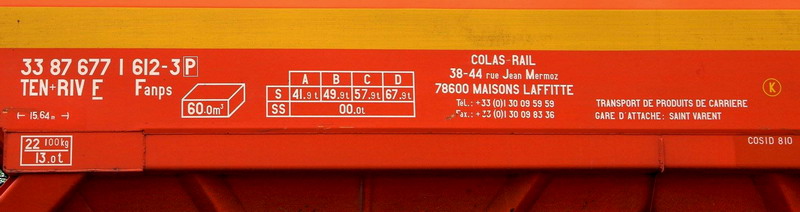 33 87 677 1 612-3 P
TEN+RIV F Fanps
60.0m³
15.64m
A B C D
S 41.9t 49.9t 57.9t 67.9t
SS 00.0t
COLAS-RAIL
38-44 rue Jean Mermoz
78600 MAISONS LAFFITTE
Tél.: +33 (0)1 30 09 59 59
Fax.: +33 (0)1 30 09 83 36
TRANSPORT DE PRODUITS DE CARRIERE
GARE D'ATTACHE: SAINT VARENT
K
22 100kg
13.0t
COSID 810